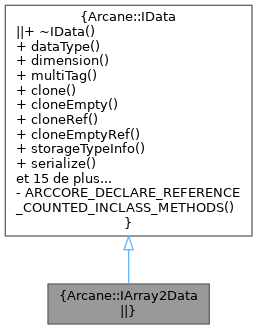 {Arcane::IData
||+ ~IData()
+ dataType()
+ dimension()
+ multiTag()
+ clone()
+ cloneEmpty()
+ cloneRef()
+ cloneEmptyRef()
+ storageTypeInfo()
+ serialize()
et 15 de plus...
- ARCCORE_DECLARE_REFERENCE
_COUNTED_INCLASS_METHODS()
}
{Arcane::IArray2Data
||}